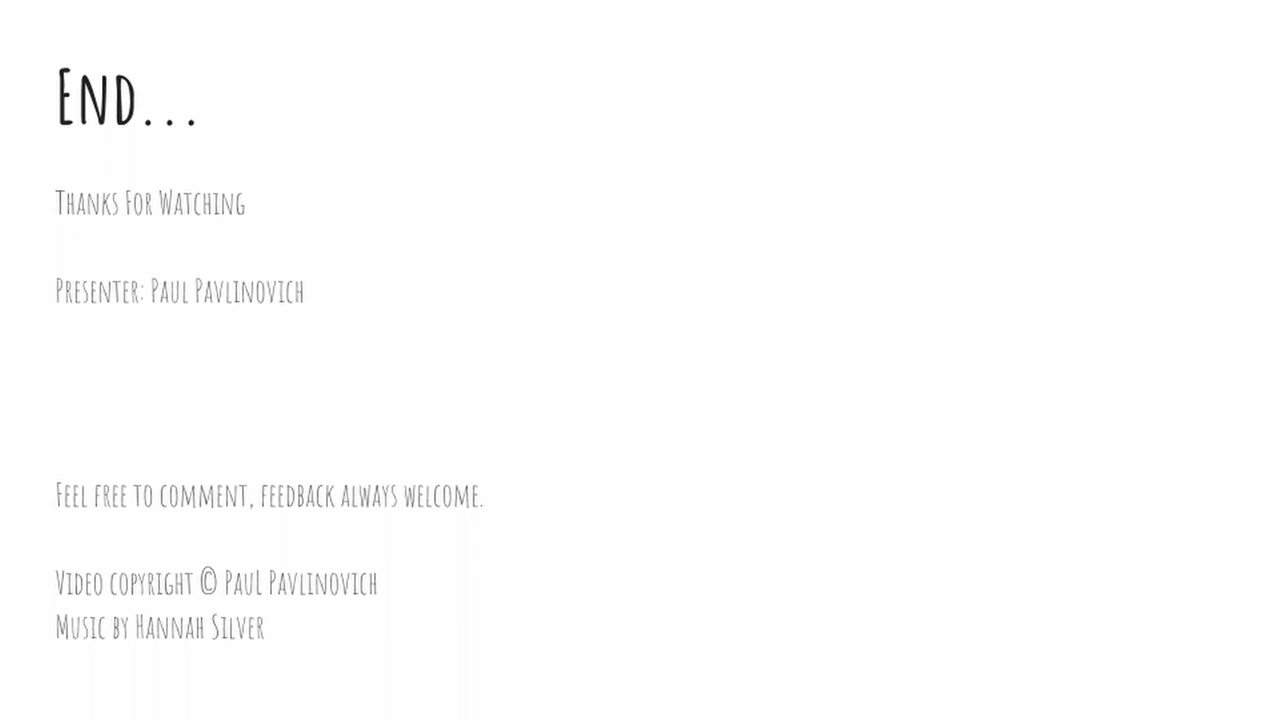 End...
Thanks For Watching
Presenter: Paul Pavlinovich
Feel free to comment, feedback always welcome.
Video copyright © Paul Pavlinovich
Music by Hannah Silver